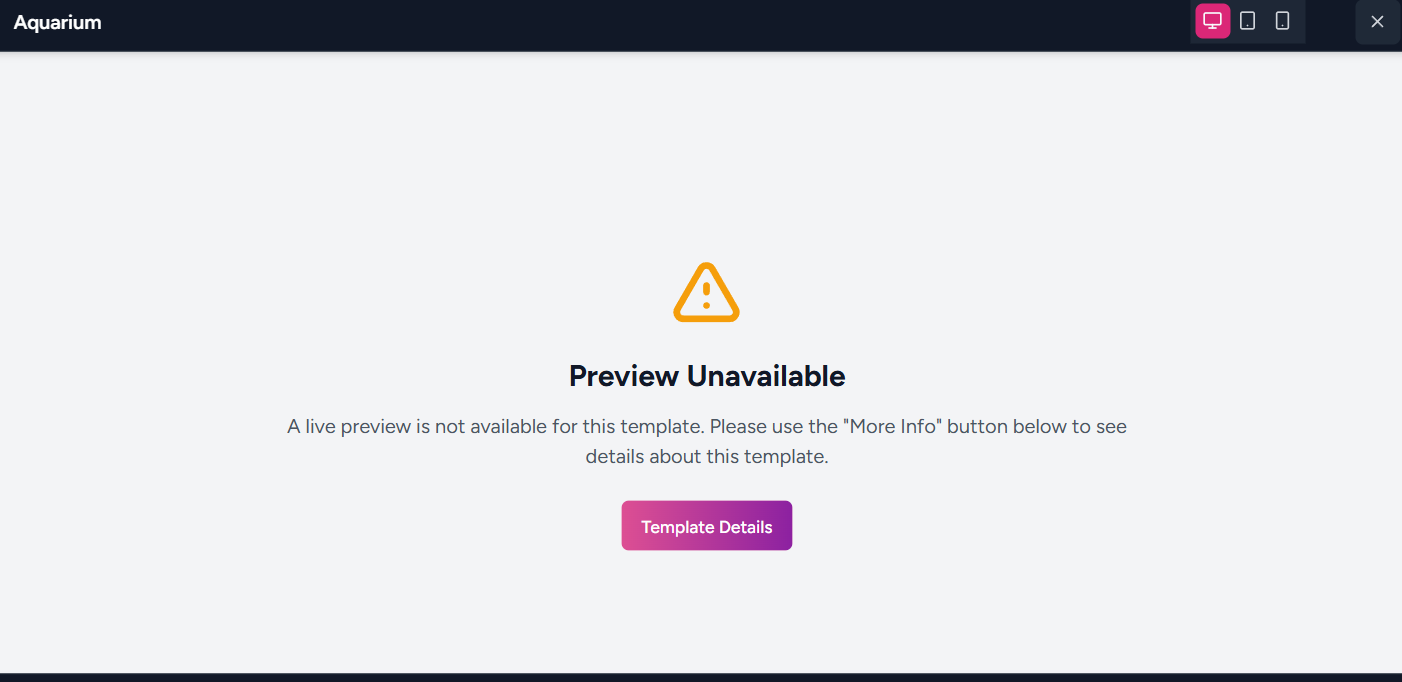 Aquarium
Preview Unavailable
A live preview is not available for this template. Please use the "More Info" button below to see
details about this template.
Template Details